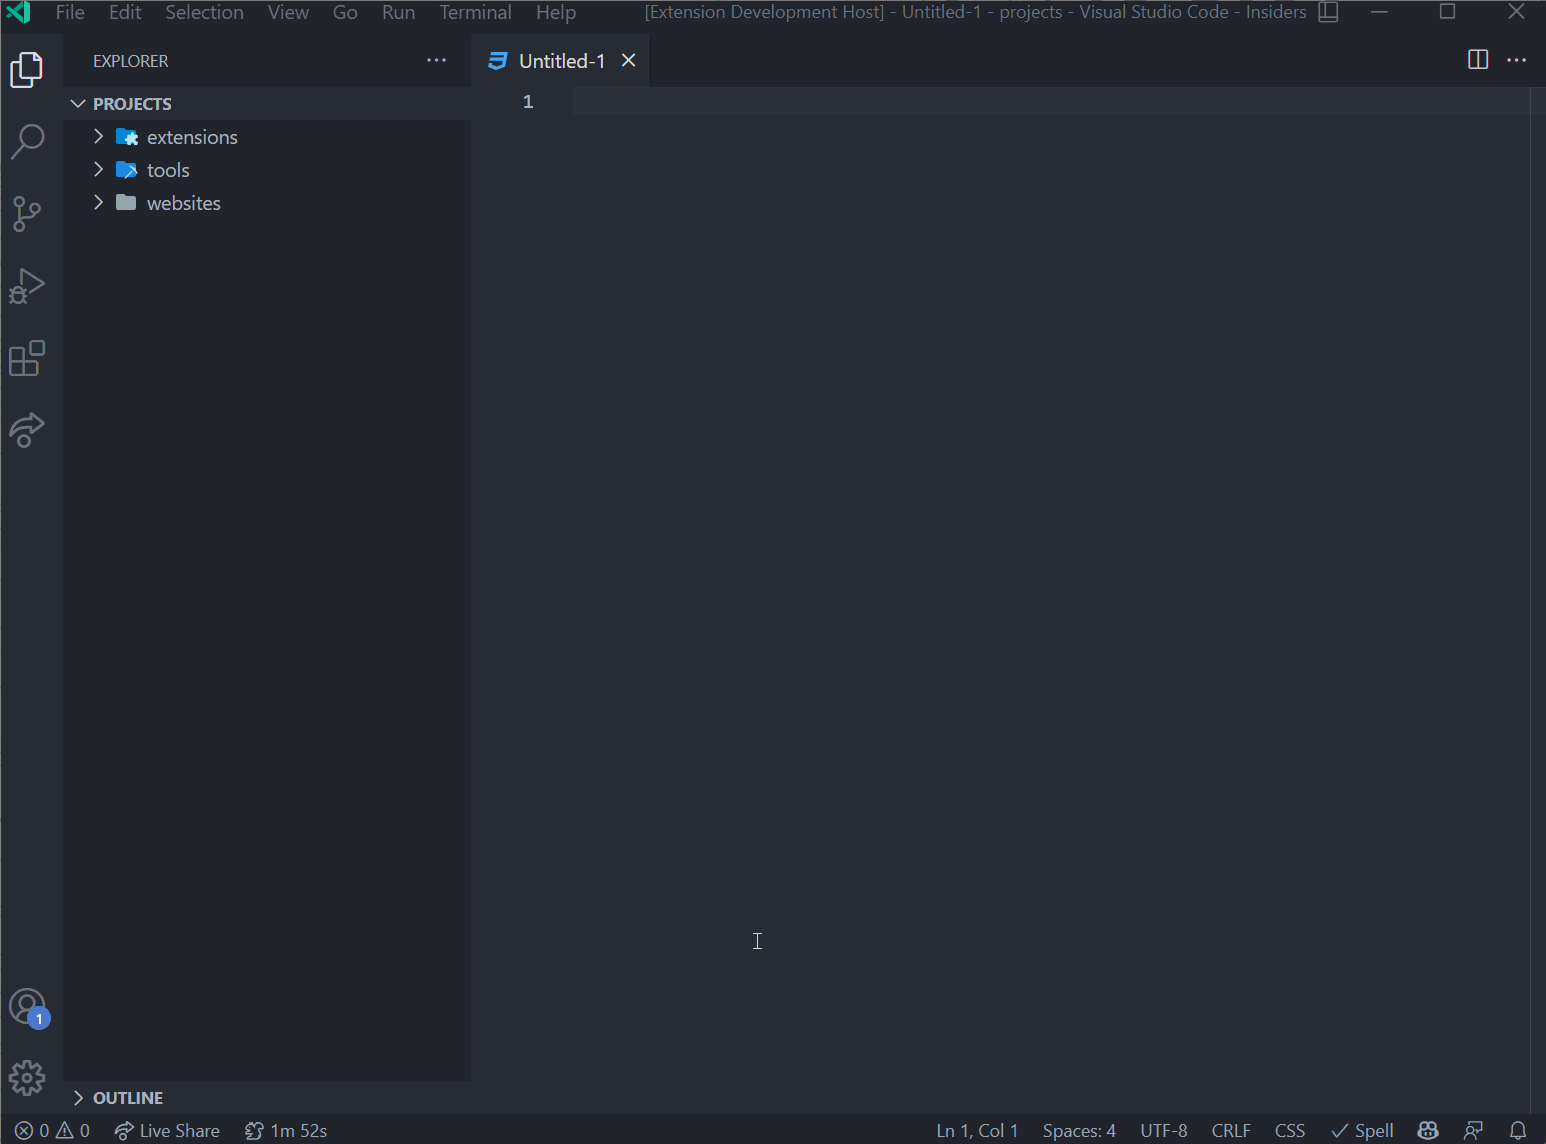 File Edit Selection View Go Run Terminal Help [Extension Development Host] - Untitled-1 - projects - Visual Studio Code - Insiders
EXPLORER
Untitled-1
PROJECTS
1
extensions
tools
websites
1
OUTLINE
0 0 Live Share 1m 52s Ln 1, Col 1 Spaces: 4 UTF-8 CRLF CSS Spell